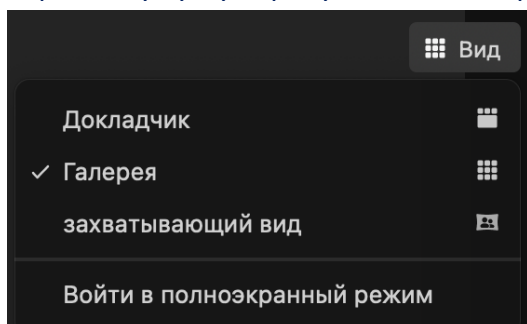 Вид
Докладчик
Галерея
захватывающий вид
Войти в полноэкранный режим